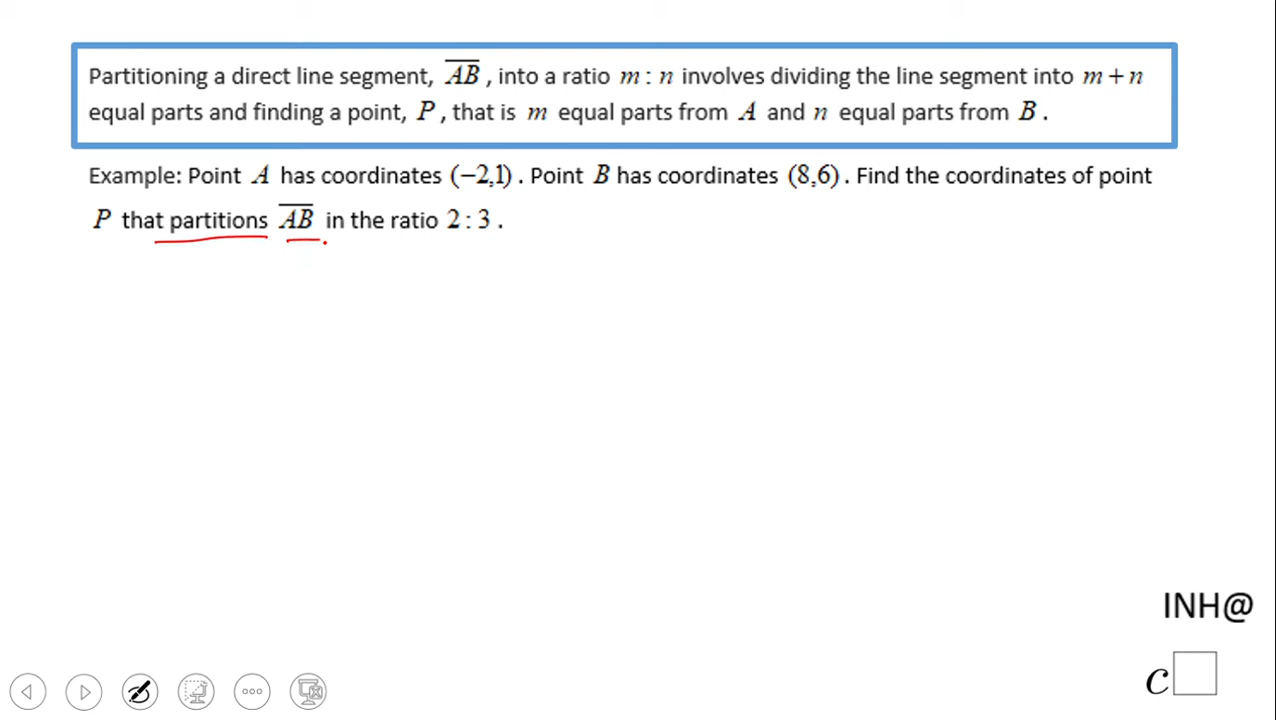 Partitioning a direct line segment, AB, into a ratio m : n involves dividing the line segment into m + n
equal parts and finding a point, P, that is m equal parts from A and n equal parts from B.
Example: Point A has coordinates (−2,1). Point B has coordinates (8,6). Find the coordinates of point
P that partitions AB in the ratio 2 : 3.
INH@
c